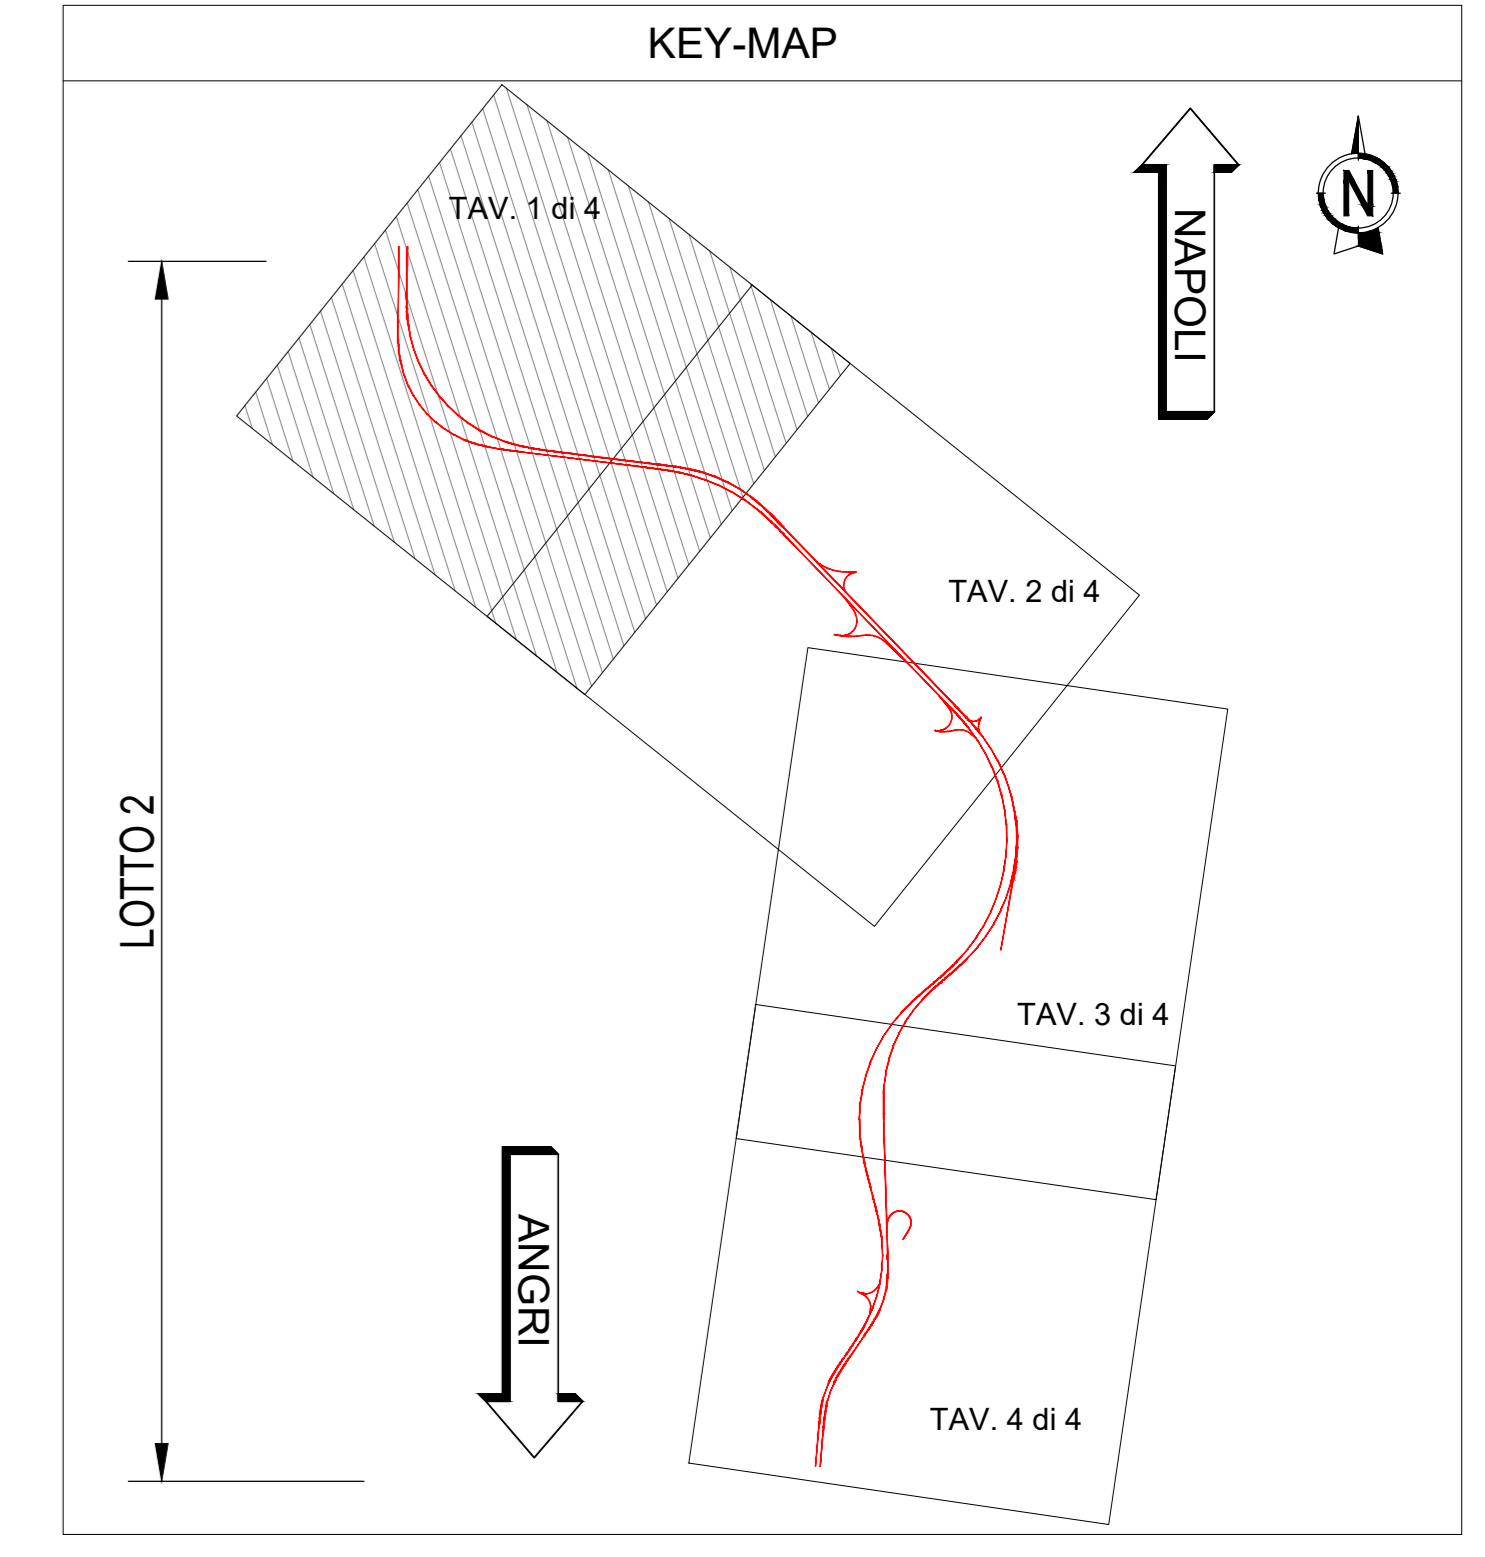 KEY-MAP
TAV. 1 di 4
NAPOLI
N
TAV. 2 di 4
LOTTO 2
TAV. 3 di 4
ANGRI
TAV. 4 di 4